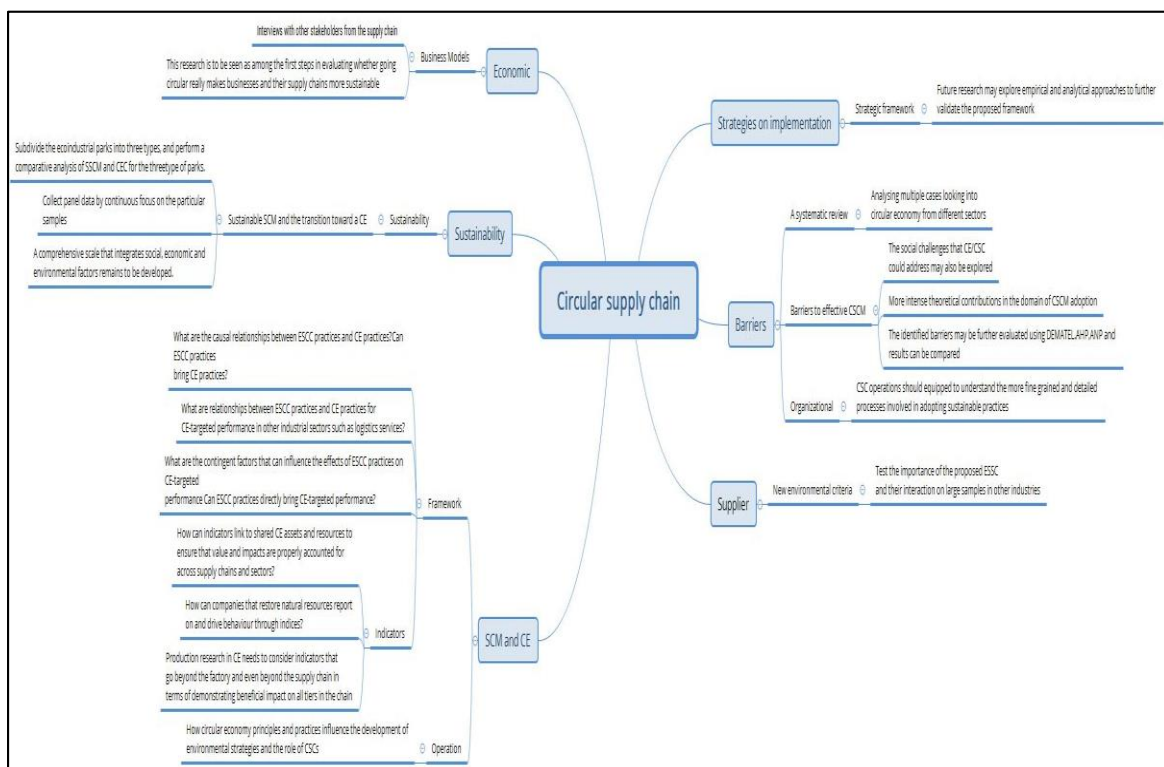 Circular supply chain
Economic
Business Models
Interviews with other stakeholders from the supply chain
This research is to be seen as among the first steps in evaluating whether going
circular really makes businesses and their supply chains more sustainable
Sustainability
Sustainability
Sustainable SCM and the transition toward a CE
Subdivide the ecoindustrial parks into three types, and perform a
comparative analysis of SSCM and CEC for the threetype of parks.
Collect panel data by continuous focus on the particular
samples
A comprehensive scale that integrates social, economic and
environmental factors remains to be developed.
SCM and CE
Framework
What are the causal relationships between ESCC practices and CE practices?Can
ESCC practices
bring CE practices?
What are relationships between ESCC practices and CE practices for
CE-targeted performance in other industrial sectors such as logistics services?
What are the contingent factors that can influence the effects of ESCC practices on
CE-targeted
performance Can ESCC practices directly bring CE-targeted performance?
Indicators
How can indicators link to shared CE assets and resources to
ensure that value and impacts are properly accounted for
across supply chains and sectors?
How can companies that restore natural resources report
on and drive behaviour through indices?
Production research in CE needs to consider indicators that
go beyond the factory and even beyond the supply chain in
terms of demonstrating beneficial impact on all tiers in the chain
Operation
How circular economy principles and practices influence the development of
environmental strategies and the role of CSCs
Strategies on implementation
Strategic framework
Future research may explore empirical and analytical approaches to further
validate the proposed framework
Barriers
A systematic review
Analysing multiple cases looking into
circular economy from different sectors
Barriers to effective CSCM
The social challenges that CE/CSC
could address may also be explored
More intense theoretical contributions in the domain of CSCM adoption
The identified barriers may be further evaluated using DEMATEL.AHP.ANP and
results can be compared
Organizational
CSC operations should equipped to understand the more fine grained and detailed
processes involved in adopting sustainable practices
Supplier
New environmental criteria
Test the importance of the proposed ESSC
and their interaction on large samples in other industries